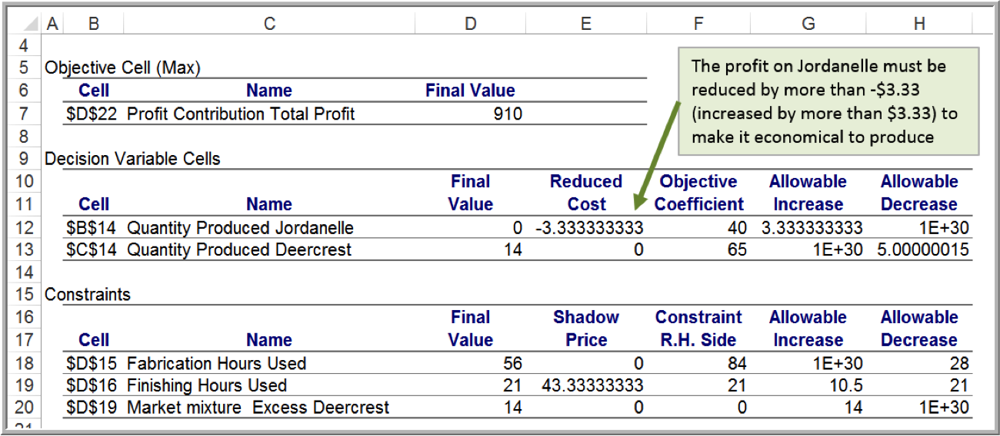 A B C D E F G H
4
5 Objective Cell (Max)
6 Cell Name Final Value
7 $D$22 Profit Contribution Total Profit 910
8
The profit on Jordanelle must be
reduced by more than -$3.33
(increased by more than $3.33) to
make it economical to produce
9 Decision Variable Cells
10 Final Reduced Objective Allowable Allowable
11 Cell Name Value Cost Coefficient Increase Decrease
12 $B$14 Quantity Produced Jordanelle 0 -3.333333333 40 3.333333333 1E+30
13 $C$14 Quantity Produced Deercrest 14 0 65 1E+30 5.00000015
14
15 Constraints
16 Final Shadow Constraint Allowable Allowable
17 Cell Name Value Price R.H. Side Increase Decrease
18 $D$15 Fabrication Hours Used 56 0 84 1E+30 28
19 $D$16 Finishing Hours Used 21 43.33333333 21 10.5 21
20 $D$19 Market mixture Excess Deercrest 14 0 0 14 1E+30